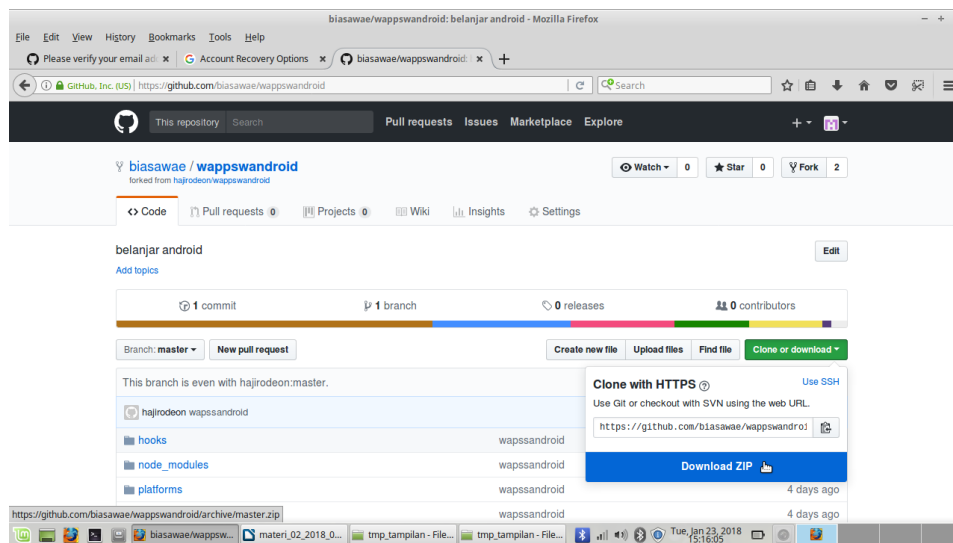 biasawae/wappswandroid: belanjar android - Mozilla Firefox
File Edit View History Bookmarks Tools Help
Please verify your email ad
Account Recovery Options
biasawae/wappswandroid:
GitHub, Inc. (US) https://github.com/biasawae/wappswandroid
Search
This repository Search Pull requests Issues Marketplace Explore
biasawae / wappswandroid
Watch 0 Star 0 Fork 2
forked from hajirodeon/wappswandroid
Code Pull requests 0 Projects 0 Wiki Insights Settings
belanjar android
Edit
Add topics
1 commit 1 branch 0 releases 0 contributors
Branch: master New pull request Create new file Upload files Find file Clone or download
This branch is even with hajirodeon:master.
Clone with HTTPS ? Use SSH
Use Git or checkout with SVN using the web URL.
https://github.com/biasawae/wappswandroi
Download ZIP
hajirodeon wapssandroid
hooks wapssandroid
node_modules wapssandroid
platforms wapssandroid 4 days ago
wapssandroid 4 days ago
https://github.com/biasawae/wappswandroid/archive/master.zip
biasawae/wappsw... materi_02_2018_0... tmp_tampilan - File... tmp_tampilan - File... Tue, Jan 23, 2018
15:16:05